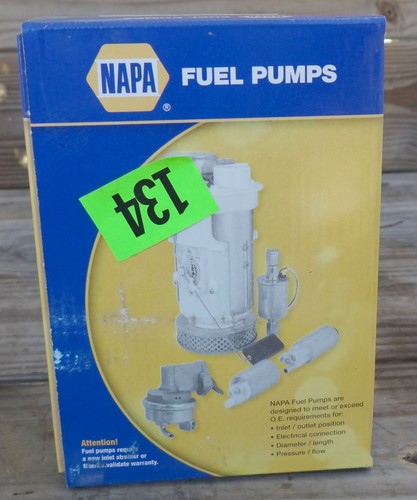 NAPA
®
FUEL PUMPS
134
NAPA Fuel Pumps are
designed to meet or exceed
O.E. requirements for:
• Inlet / outlet position
• Electrical connection
• Diameter / length
• Pressure / flow
Attention!
Fuel pumps require
a new inlet strainer or
validate warranty.